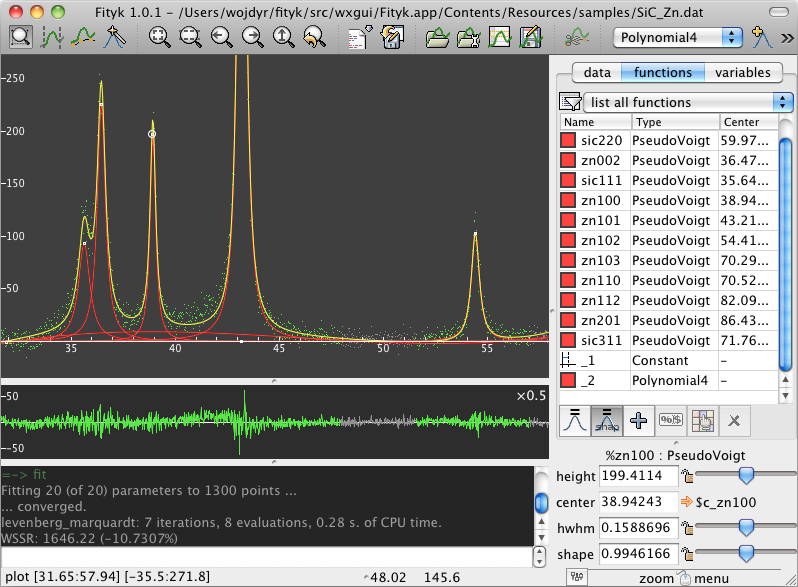 Fityk 1.0.1 - /Users/wojdyr/fityk/src/wxgui/Fityk.app/Contents/Resources/samples/SiC_Zn.dat
Polynomial4
data functions variables
list all functions
Name Type Center
sic220 PseudoVoigt 59.97...
zn002 PseudoVoigt 36.47...
sic111 PseudoVoigt 35.64...
zn100 PseudoVoigt 38.94...
zn101 PseudoVoigt 43.21...
zn102 PseudoVoigt 54.41...
zn103 PseudoVoigt 70.29...
zn110 PseudoVoigt 70.52...
zn112 PseudoVoigt 82.09...
zn201 PseudoVoigt 86.43...
sic311 PseudoVoigt 71.76...
_1 Constant –
_2 Polynomial4 –
250
200
150
100
50
35 40 45 50 55
50
×0.5
-50
snap
%$
%zn100 : PseudoVoigt
height 199.4114
center 38.94243 $c_zn100
hwhm 0.1588696
shape 0.9946166
zoom menu
=-> fit
Fitting 20 (of 20) parameters to 1300 points ...
... converged.
levenberg_marquardt: 7 iterations, 8 evaluations, 0.28 s. of CPU time.
WSSR: 1646.22 (-10.7307%)
plot [31.65:57.94] [-35.5:271.8] 48.02 145.6